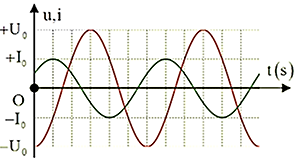 u,i
+U₀
+I₀
t(s)
O
−I₀
−U₀